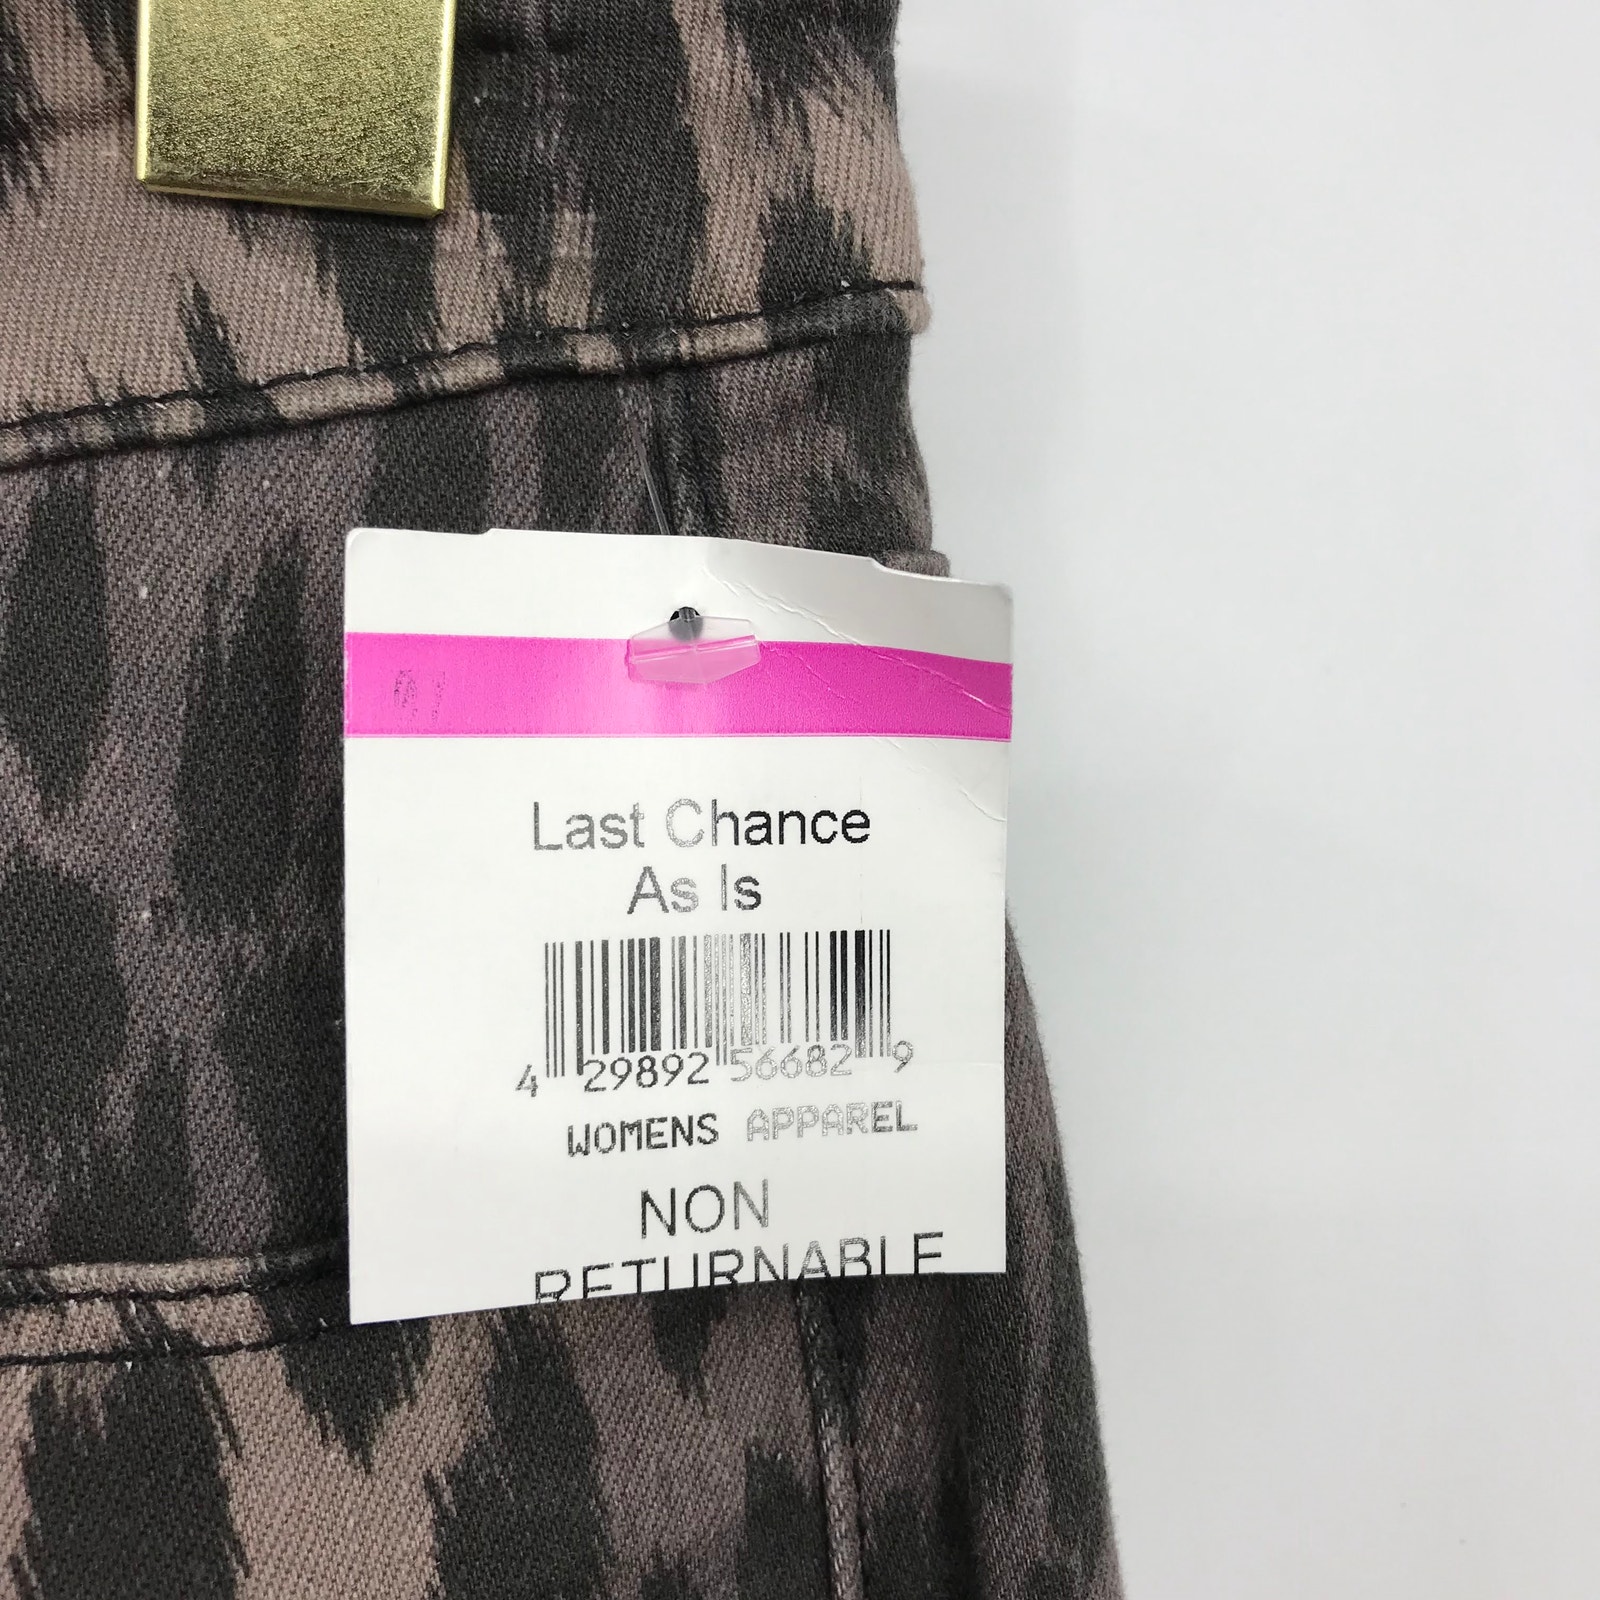 Last Chance
As Is
4 29892 56682 9
WOMENS APPAREL
NON
RETURNABLE